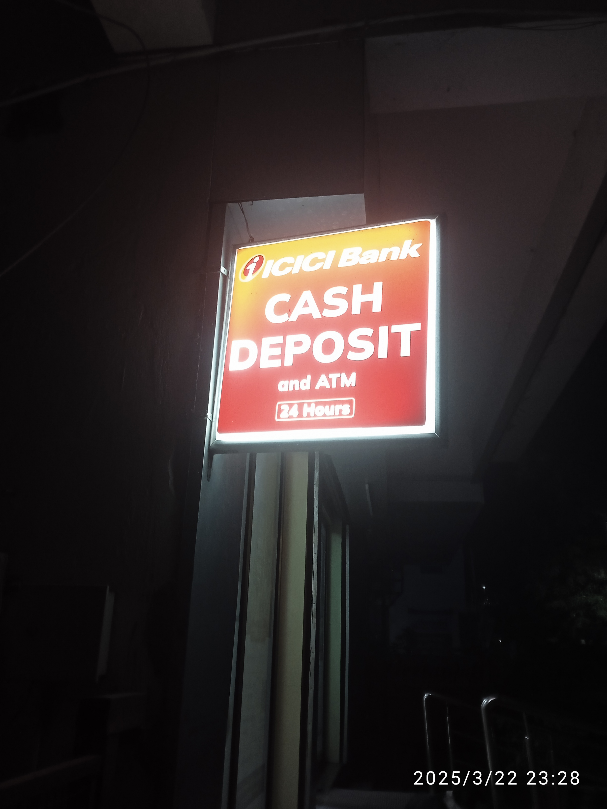 ICICI Bank
CASH
DEPOSIT
and ATM
24 Hours
2025/3/22 23:28